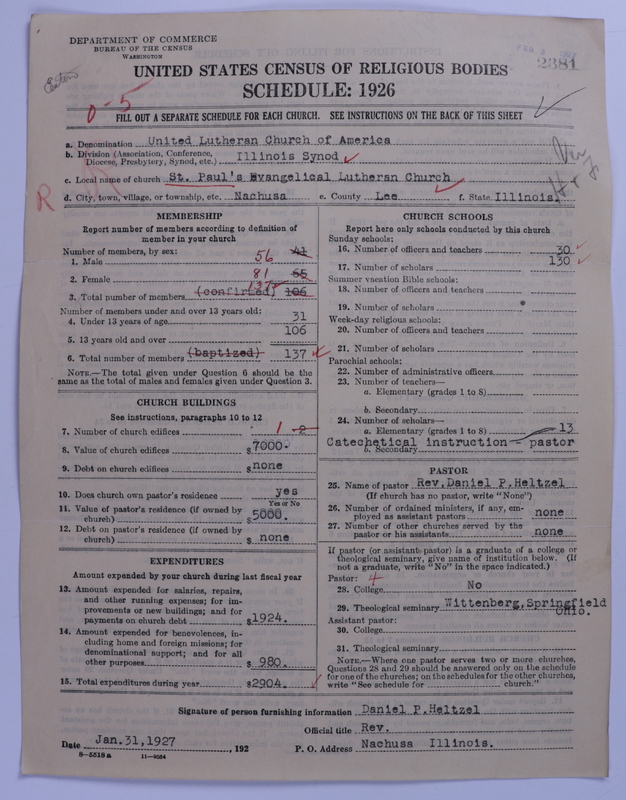 DEPARTMENT OF COMMERCE
BUREAU OF THE CENSUS
WASHINGTON
2381
UNITED STATES CENSUS OF RELIGIOUS BODIES
SCHEDULE: 1926
0-5
FILL OUT A SEPARATE SCHEDULE FOR EACH CHURCH. SEE INSTRUCTIONS ON THE BACK OF THIS SHEET
a. Denomination United Lutheran Church of America
b. Division (Association, Conference, Diocese, Presbytery, Synod, etc.) Illinois Synod
c. Local name of church St. Paul's Evangelical Lutheran Church
R
d. City, town, village, or township, etc. Nachusa e. County Lee f. State Illinois.
MEMBERSHIP
Report number of members according to definition of
member in your church
Number of members, by sex:
1. Male 56 41
2. Female 81 65
3. Total number of members (confirmed) 137 106
Number of members under and over 13 years old:
4. Under 13 years of age 31
5. 13 years old and over 106
6. Total number of members (baptized) 137
NOTE.—The total given under Question 6 should be the
same as the total of males and females given under Question 3.
CHURCH BUILDINGS
See instructions, paragraphs 10 to 12
7. Number of church edifices 1 2
8. Value of church edifices $7000.
9. Debt on church edifices $none
10. Does church own pastor's residence yes
Yes or No
11. Value of pastor's residence (if owned by
church) $5000.
12. Debt on pastor's residence (if owned by
church) $ none
EXPENDITURES
Amount expended by your church during last fiscal year
13. Amount expended for salaries, repairs,
and other running expenses; for im-
provements or new buildings; and for
payments on church debt $1924.
14. Amount expended for benevolences, in-
cluding home and foreign missions; for
denominational support; and for all
other purposes $ 980.
15. Total expenditures during year $2904.
CHURCH SCHOOLS
Report here only schools conducted by this church
Sunday schools:
16. Number of officers and teachers 30
17. Number of scholars 130
Summer vacation Bible schools:
18. Number of officers and teachers
19. Number of scholars
Week-day religious schools:
20. Number of officers and teachers
21. Number of scholars
Parochial schools:
22. Number of administrative officers
23. Number of teachers—
a. Elementary (grades 1 to 8)
b. Secondary
24. Number of scholars—
a. Elementary (grades 1 to 8) 13
Catechetical instruction - pastor
b. Secondary
PASTOR
25. Name of pastor Rev. Daniel P. Heltzel
(If church has no pastor, write "None")
26. Number of ordained ministers, if any, em-
ployed as assistant pastors none
27. Number of other churches served by the
pastor or his assistants none
If pastor (or assistant pastor) is a graduate of a college or
theological seminary, give name of institution below. (If
not a graduate, write "No" in the space indicated.)
Pastor: 4
28. College No
29. Theological seminary Wittenberg, Springfield
Ohio.
Assistant pastor:
30. College
31. Theological seminary
NOTE.—Where one pastor serves two or more churches,
Questions 28 and 29 should be answered only on the schedule
for one of the churches; on the schedules for the other churches,
write "See schedule for church."
Signature of person furnishing information Daniel P. Heltzel
Official title Rev.
Date Jan. 31, 1927, 192 P. O. Address Nachusa Illinois.
8—5518 a 11—9584